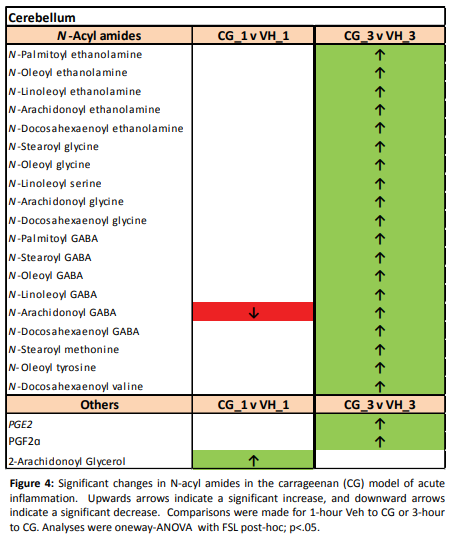 Cerebellum
N-Acyl amides CG_1 v VH_1 CG_3 v VH_3
N-Palmitoyl ethanolamine ↑
N-Oleoyl ethanolamine ↑
N-Linoleoyl ethanolamine ↑
N-Arachidonoyl ethanolamine ↑
N-Docosahexaenoyl ethanolamine ↑
N-Stearoyl glycine ↑
N-Oleoyl glycine ↑
N-Linoleoyl serine ↑
N-Arachidonoyl glycine ↑
N-Docosahexaenoyl glycine ↑
N-Palmitoyl GABA ↑
N-Stearoyl GABA ↑
N-Oleoyl GABA ↑
N-Linoleoyl GABA ↑
N-Arachidonoyl GABA ↓ ↑
N-Docosahexaenoyl GABA ↑
N-Stearoyl methonine ↑
N-Oleoyl tyrosine ↑
N-Docosahexaenoyl valine ↑
Others CG_1 v VH_1 CG_3 v VH_3
PGE2 ↑
PGF2α ↑
2-Arachidonoyl Glycerol ↑
Figure 4: Significant changes in N-acyl amides in the carrageenan (CG) model of acute
inflammation. Upwards arrows indicate a significant increase, and downward arrows
indicate a significant decrease. Comparisons were made for 1-hour Veh to CG or 3-hour
to CG. Analyses were oneway-ANOVA with FSL post-hoc; p<.05.